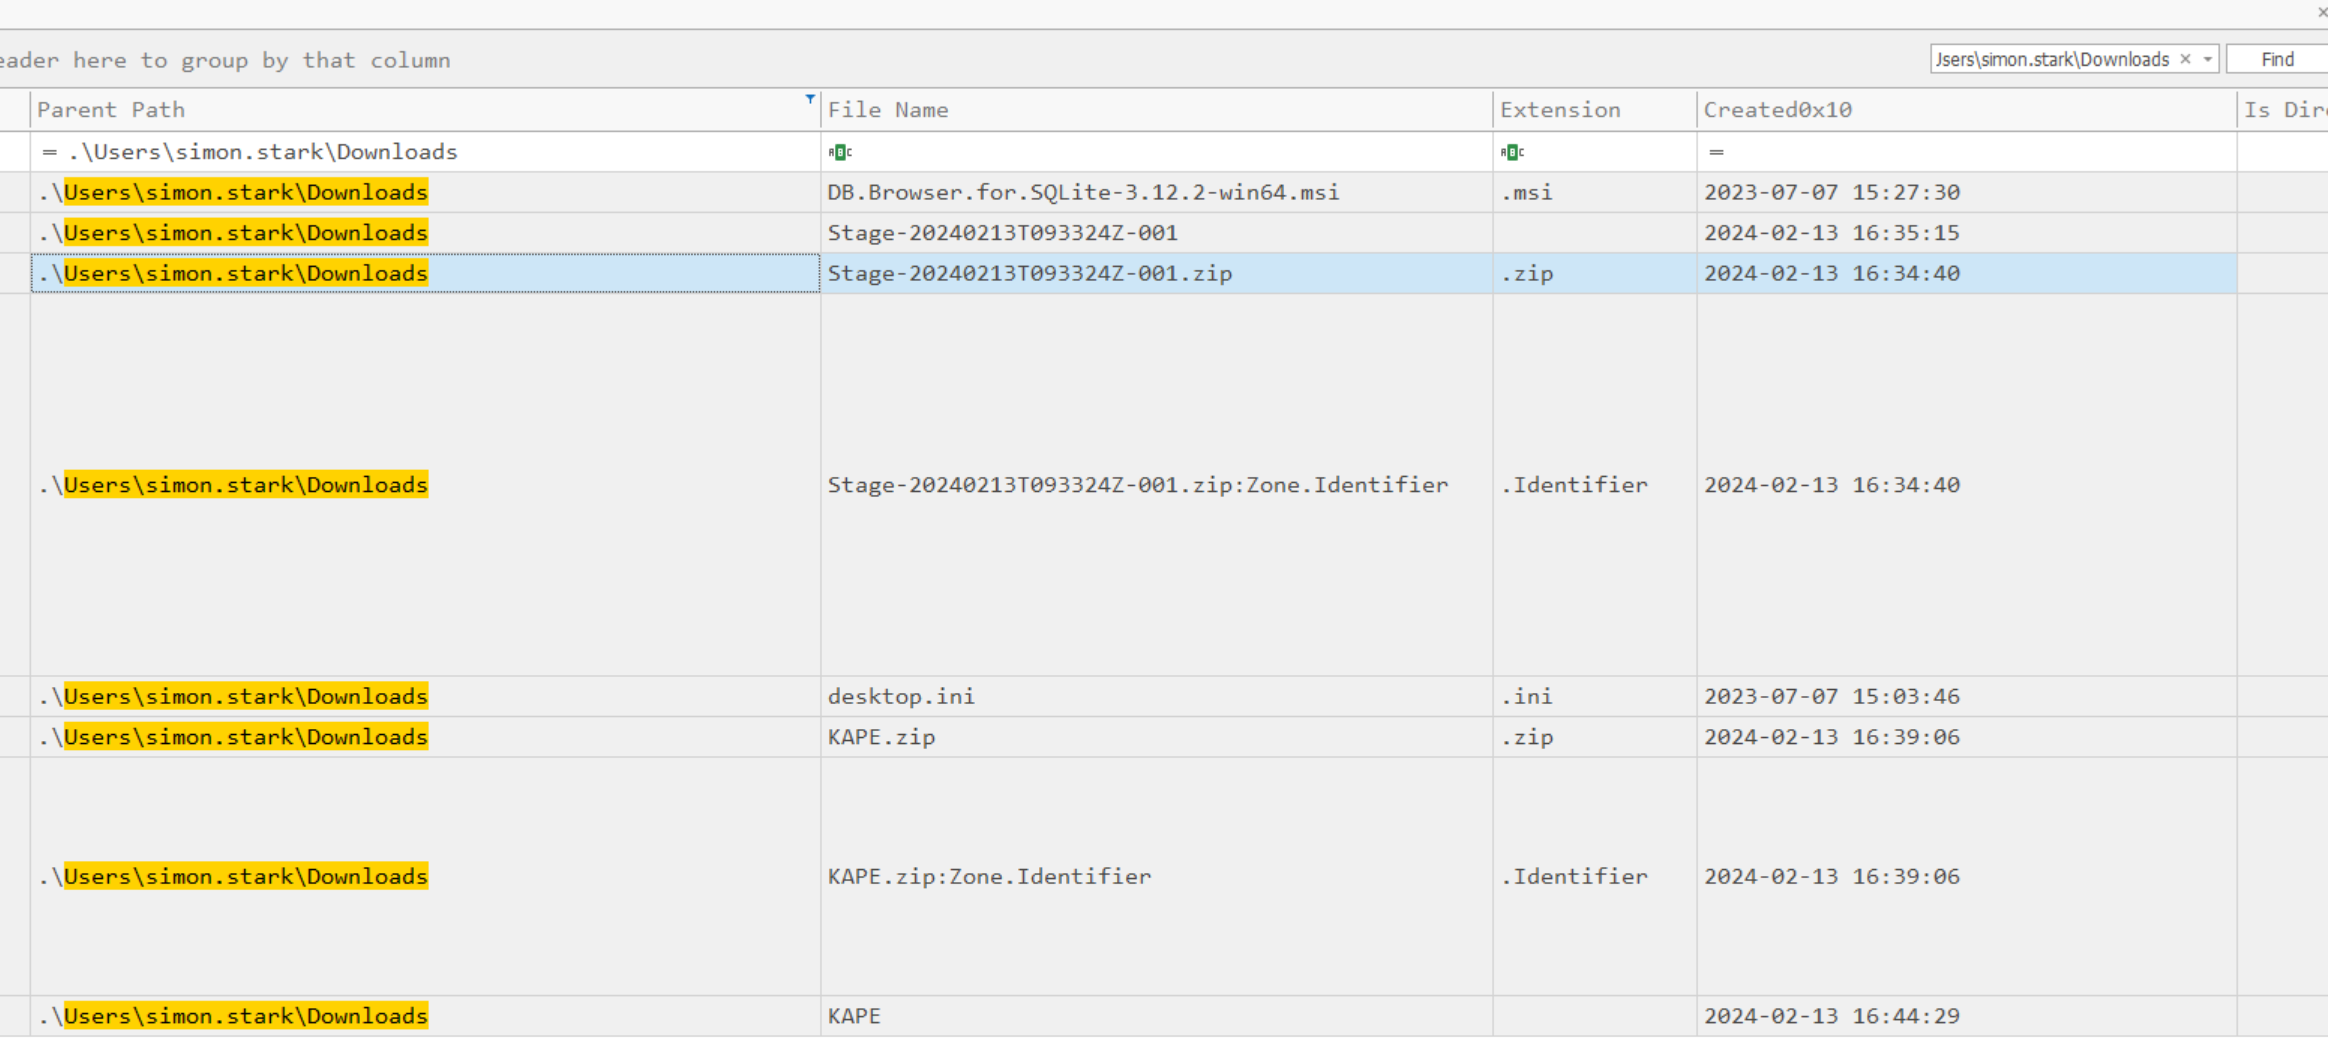 eader here to group by that column
Jsers\simon.stark\Downloads × Find
Parent Path File Name Extension Created0x10 Is Dir
= .\Users\simon.stark\Downloads ABC ABC =
.\Users\simon.stark\Downloads DB.Browser.for.SQLite-3.12.2-win64.msi .msi 2023-07-07 15:27:30
.\Users\simon.stark\Downloads Stage-20240213T093324Z-001 2024-02-13 16:35:15
.\Users\simon.stark\Downloads Stage-20240213T093324Z-001.zip .zip 2024-02-13 16:34:40
.\Users\simon.stark\Downloads Stage-20240213T093324Z-001.zip:Zone.Identifier .Identifier 2024-02-13 16:34:40
.\Users\simon.stark\Downloads desktop.ini .ini 2023-07-07 15:03:46
.\Users\simon.stark\Downloads KAPE.zip .zip 2024-02-13 16:39:06
.\Users\simon.stark\Downloads KAPE.zip:Zone.Identifier .Identifier 2024-02-13 16:39:06
.\Users\simon.stark\Downloads KAPE 2024-02-13 16:44:29